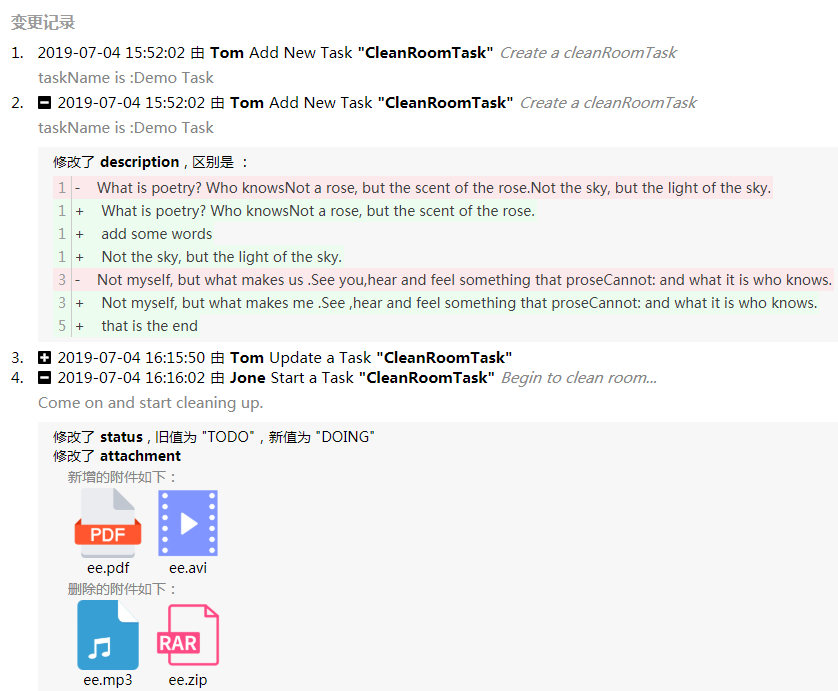 变更记录
1. 2019-07-04 15:52:02 由 Tom Add New Task "CleanRoomTask" Create a cleanRoomTask
taskName is :Demo Task
2. 2019-07-04 15:52:02 由 Tom Add New Task "CleanRoomTask" Create a cleanRoomTask
taskName is :Demo Task
修改了 description , 区别是 ：
1 - What is poetry? Who knowsNot a rose, but the scent of the rose.Not the sky, but the light of the sky.
1 + What is poetry? Who knowsNot a rose, but the scent of the rose.
1 + add some words
1 + Not the sky, but the light of the sky.
3 - Not myself, but what makes us .See you,hear and feel something that proseCannot: and what it is who knows.
3 + Not myself, but what makes me .See ,hear and feel something that proseCannot: and what it is who knows.
5 + that is the end
3. 2019-07-04 16:15:50 由 Tom Update a Task "CleanRoomTask"
4. 2019-07-04 16:16:02 由 Jone Start a Task "CleanRoomTask" Begin to clean room...
Come on and start cleaning up.
修改了 status , 旧值为 "TODO" , 新值为 "DOING"
修改了 attachment
新增的附件如下：
PDF
ee.pdf ee.avi
删除的附件如下：
RAR
ee.mp3 ee.zip